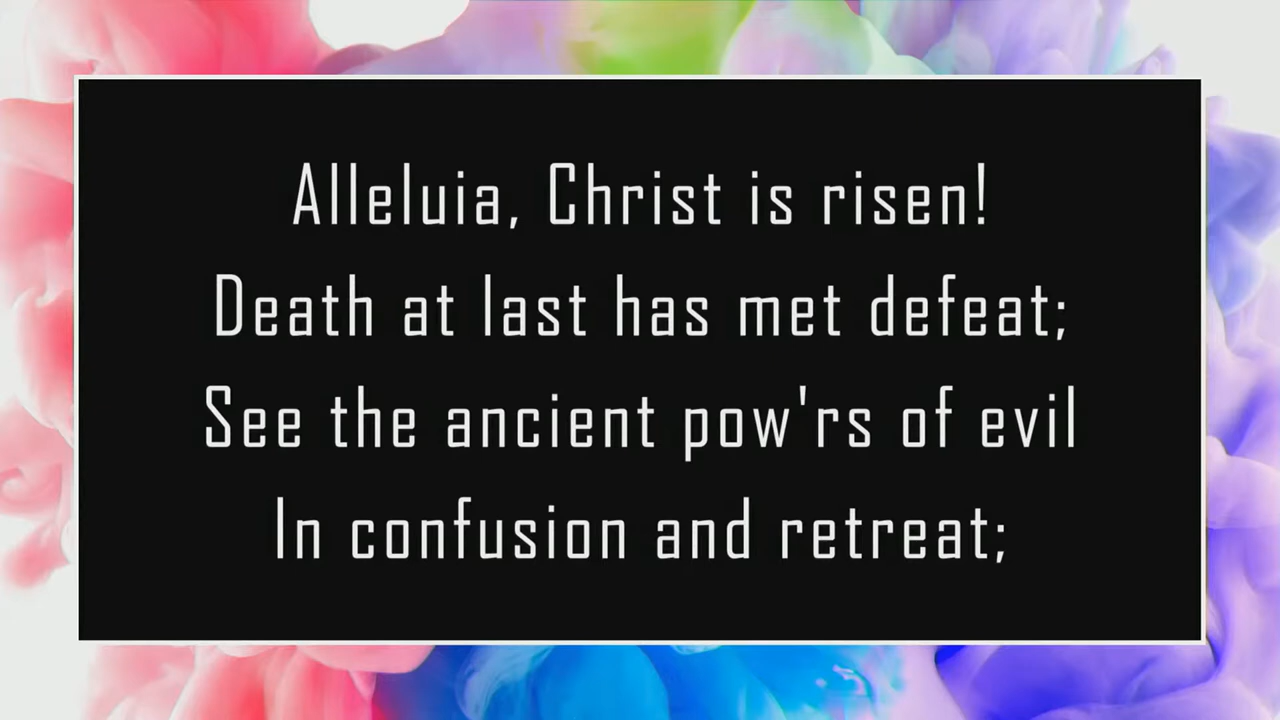 Alleluia, Christ is risen!
Death at last has met defeat;
See the ancient pow'rs of evil
In confusion and retreat;